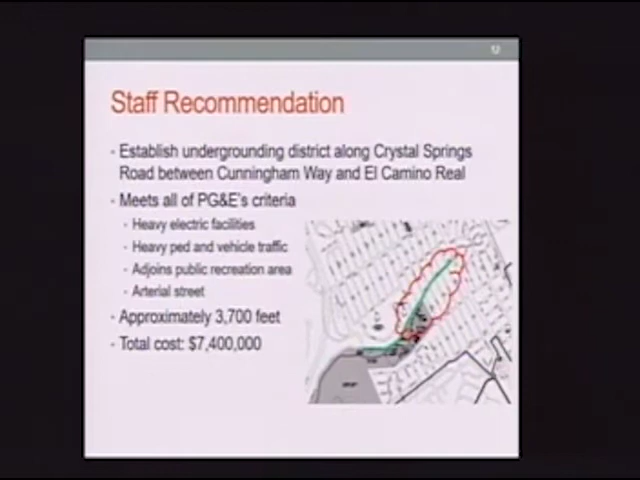 Staff Recommendation
• Establish undergrounding district along Crystal Springs
Road between Cunningham Way and El Camino Real
• Meets all of PG&E's criteria
• Heavy electric facilities
• Heavy ped and vehicle traffic
• Adjoins public recreation area
• Arterial street
• Approximately 3,700 feet
• Total cost: $7,400,000